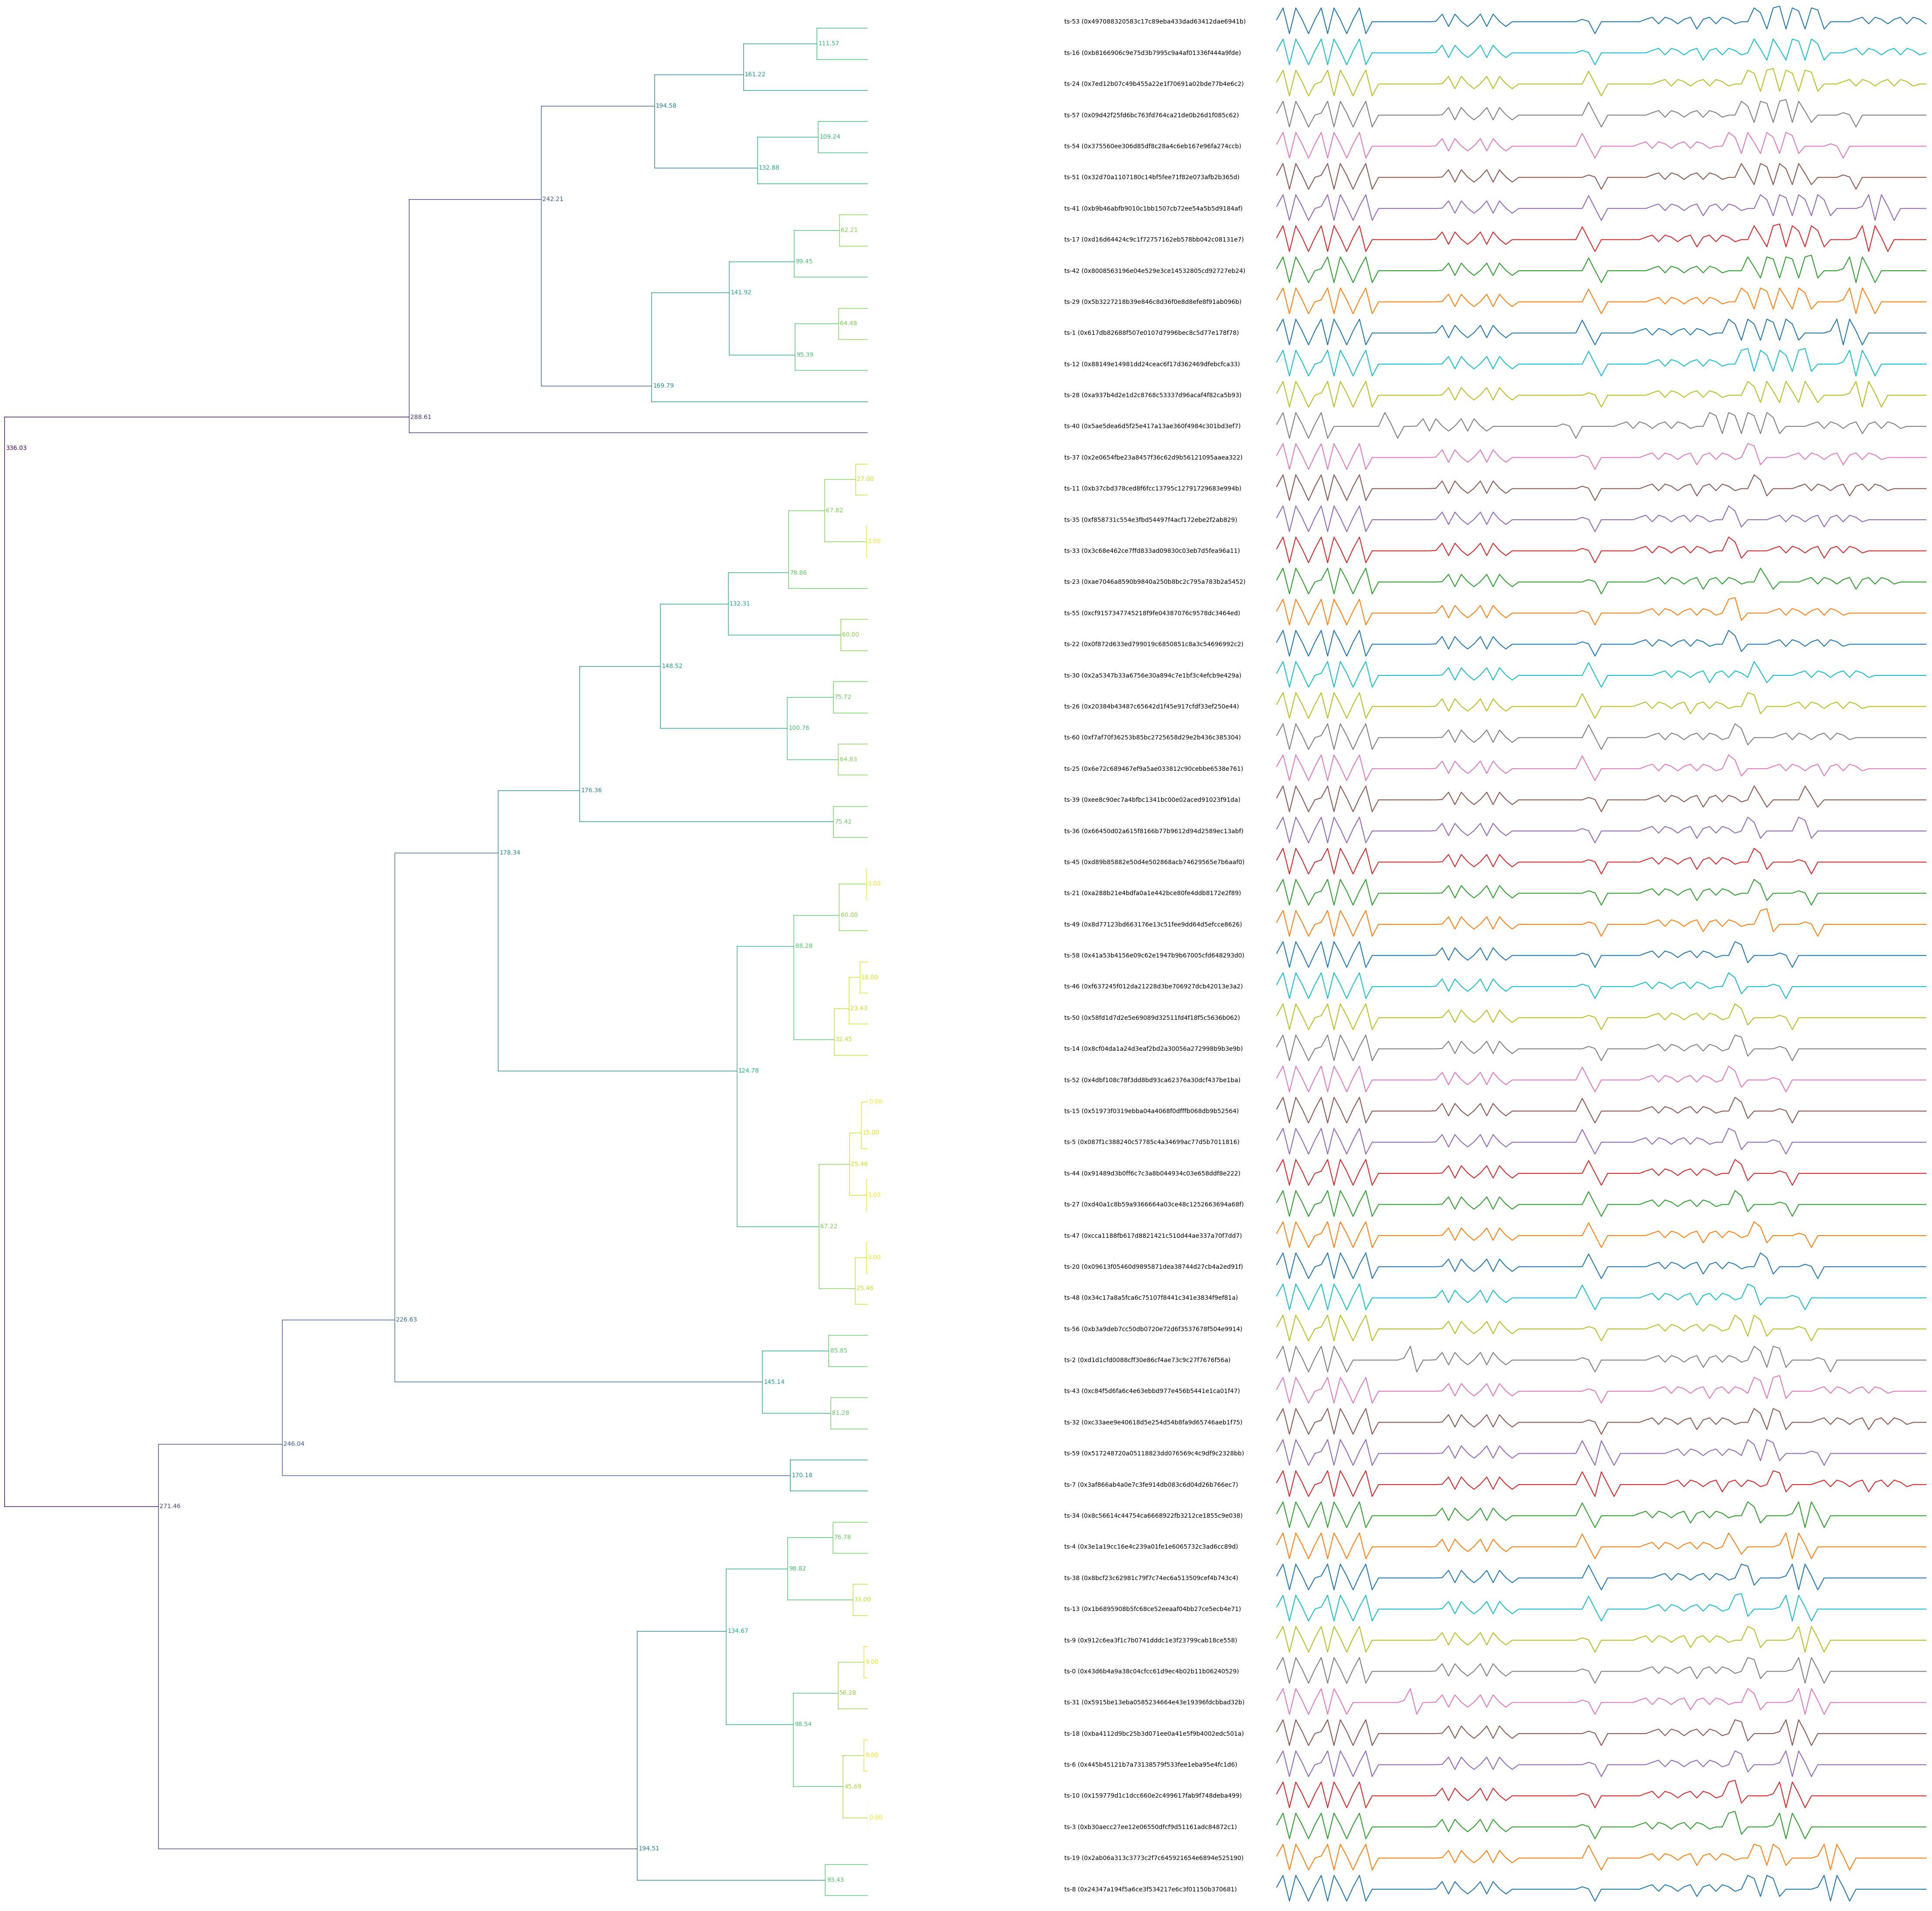 111.57
161.22
194.58
109.24
132.88
242.21
62.21
99.45
141.92
64.48
95.39
169.79
288.61
336.03
27.00
67.82
3.00
78.86
132.31
60.00
148.52
75.72
100.76
64.83
176.36
75.42
178.34
3.00
60.00
88.28
18.00
23.43
32.45
124.78
0.00
15.00
25.46
3.00
67.22
3.00
25.46
226.63
85.85
145.14
81.28
246.04
170.18
271.46
76.78
98.82
33.00
134.67
9.00
56.28
98.54
9.00
45.69
0.00
194.51
93.43
ts-53 (0x497088320583c17c89eba433dad63412dae6941b)
ts-16 (0xb8166906c9e75d3b7995c9a4af01336f444a9fde)
ts-24 (0x7ed12b07c49b455a22e1f70691a02bde77b4e6c2)
ts-57 (0x09d42f25fd6bc763fd764ca21de0b26d1f085c62)
ts-54 (0x375560ee306d85df8c28a4c6eb167e96fa274ccb)
ts-51 (0x32d70a1107180c14bf5fee71f82e073afb2b365d)
ts-41 (0xb9b46abfb9010c1bb1507cb72ee54a5b5d9184af)
ts-17 (0xd16d64424c9c1f72757162eb578bb042c08131e7)
ts-42 (0x8008563196e04e529e3ce14532805cd92727eb24)
ts-29 (0x5b3227218b39e846c8d36f0e8d8efe8f91ab096b)
ts-1 (0x617db82688f507e0107d7996bec8c5d77e178f78)
ts-12 (0x88149e14981dd24ceac6f17d362469dfebcfca33)
ts-28 (0xa937b4d2e1d2c8768c53337d96acaf4f82ca5b93)
ts-40 (0x5ae5dea6d5f25e417a13ae360f4984c301bd3ef7)
ts-37 (0x2e0654fbe23a8457f36c62d9b56121095aaea322)
ts-11 (0xb37cbd378ced8f6fcc13795c12791729683e994b)
ts-35 (0xf858731c554e3fbd54497f4acf172ebe2f2ab829)
ts-33 (0x3c68e462ce7ffd833ad09830c03eb7d5fea96a11)
ts-23 (0xae7046a8590b9840a250b8bc2c795a783b2a5452)
ts-55 (0xcf9157347745218f9fe04387076c9578dc3464ed)
ts-22 (0x0f872d633ed799019c6850851c8a3c54696992c2)
ts-30 (0x2a5347b33a6756e30a894c7e1bf3c4efcb9e429a)
ts-26 (0x20384b43487c65642d1f45e917cfdf33ef250e44)
ts-60 (0xf7af70f36253b85bc2725658d29e2b436c385304)
ts-25 (0x6e72c689467ef9a5ae033812c90cebbe6538e761)
ts-39 (0xee8c90ec7a4bfbc1341bc00e02aced91023f91da)
ts-36 (0x66450d02a615f8166b77b9612d94d2589ec13abf)
ts-45 (0xd89b85882e50d4e502868acb74629565e7b6aaf0)
ts-21 (0xa288b21e4bdfa0a1e442bce80fe4ddb8172e2f89)
ts-49 (0x8d77123bd663176e13c51fee9dd64d5efcce8626)
ts-58 (0x41a53b4156e09c62e1947b9b67005cfd648293d0)
ts-46 (0xf637245f012da21228d3be706927dcb42013e3a2)
ts-50 (0x58fd1d7d2e5e69089d32511fd4f18f5c5636b062)
ts-14 (0x8cf04da1a24d3eaf2bd2a30056a272998b9b3e9b)
ts-52 (0x4dbf108c78f3dd8bd93ca62376a30dcf437be1ba)
ts-15 (0x51973f0319ebba04a4068f0dfffb068db9b52564)
ts-5 (0x087f1c388240c57785c4a34699ac77d5b7011816)
ts-44 (0x91489d3b0ff6c7c3a8b044934c03e658ddf8e222)
ts-27 (0xd40a1c8b59a9366664a03ce48c1252663694a68f)
ts-47 (0xcca1188fb617d8821421c510d44ae337a70f7dd7)
ts-20 (0x09613f05460d9895871dea38744d27cb4a2ed91f)
ts-48 (0x34c17a8a5fca6c75107f8441c341e3834f9ef81a)
ts-56 (0xb3a9deb7cc50db0720e72d6f3537678f504e9914)
ts-2 (0xd1d1cfd0088cff30e86cf4ae73c9c27f7676f56a)
ts-43 (0xc84f5d6fa6c4e63ebbd977e456b5441e1ca01f47)
ts-32 (0xc33aee9e40618d5e254d54b8fa9d65746aeb1f75)
ts-59 (0x517248720a05118823dd076569c4c9df9c2328bb)
ts-7 (0x3af866ab4a0e7c3fe914db083c6d04d26b766ec7)
ts-34 (0x8c56614c44754ca6668922fb3212ce1855c9e038)
ts-4 (0x3e1a19cc16e4c239a01fe1e6065732c3ad6cc89d)
ts-38 (0x8bcf23c62981c79f7c74ec6a513509cef4b743c4)
ts-13 (0x1b6895908b5fc68ce52eeaaf04bb27ce5ecb4e71)
ts-9 (0x912c6ea3f1c7b0741dddc1e3f23799cab18ce558)
ts-0 (0x43d6b4a9a38c04cfcc61d9ec4b02b11b06240529)
ts-31 (0x5915be13eba0585234664e43e19396fdcbbad32b)
ts-18 (0xba4112d9bc25b3d071ee0a41e5f9b4002edc501a)
ts-6 (0x445b45121b7a73138579f533fee1eba95e4fc1d6)
ts-10 (0x159779d1c1dcc660e2c499617fab9f748deba499)
ts-3 (0xb30aecc27ee12e06550dfcf9d51161adc84872c1)
ts-19 (0x2ab06a313c3773c2f7c645921654e6894e525190)
ts-8 (0x24347a194f5a6ce3f534217e6c3f01150b370681)